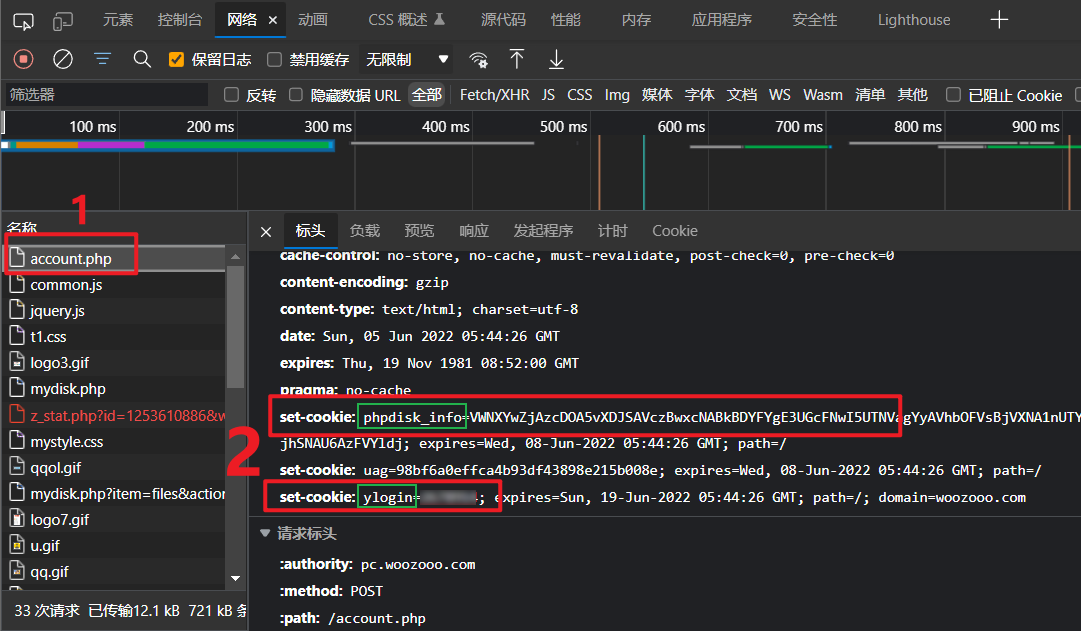 元素 控制台 网络 × 动画 CSS 概述 源代码 性能 内存 应用程序 安全性 Lighthouse
保留日志 禁用缓存 无限制
筛选器 反转 隐藏数据 URL 全部 Fetch/XHR JS CSS Img 媒体 字体 文档 WS Wasm 清单 其他 已阻止 Cookie
100 ms 200 ms 300 ms 400 ms 500 ms 600 ms 700 ms 800 ms 900 ms
1
名称
account.php
common.js
jquery.js
t1.css
logo3.gif
mydisk.php
z_stat.php?id=1253610886&w
mystyle.css
qqol.gif
mydisk.php?item=files&action
logo7.gif
u.gif
qq.gif
33 次请求 已传输12.1 kB 721 kB 条
× 标头 负载 预览 响应 发起程序 计时 Cookie
cache-control: no-store, no-cache, must-revalidate, post-check=0, pre-check=0
content-encoding: gzip
content-type: text/html; charset=utf-8
date: Sun, 05 Jun 2022 05:44:26 GMT
expires: Thu, 19 Nov 1981 08:52:00 GMT
pragma: no-cache
set-cookie: phpdisk_info=VWNXYwZjAzcDOA5vXDJSAVczBwxcNABkBDYFYgE3UGcFNwI5UTNVagYyAVhbOFVsBjVXNA1nUTY
jhSNAU6AzFVYldj; expires=Wed, 08-Jun-2022 05:44:26 GMT; path=/
2
set-cookie: uag=98bf6a0effca4b93df43898e215b008e; expires=Wed, 08-Jun-2022 05:44:26 GMT; path=/
set-cookie: ylogin= ; expires=Sun, 19-Jun-2022 05:44:26 GMT; path=/; domain=woozooo.com
请求标头
:authority: pc.woozooo.com
:method: POST
:path: /account.php